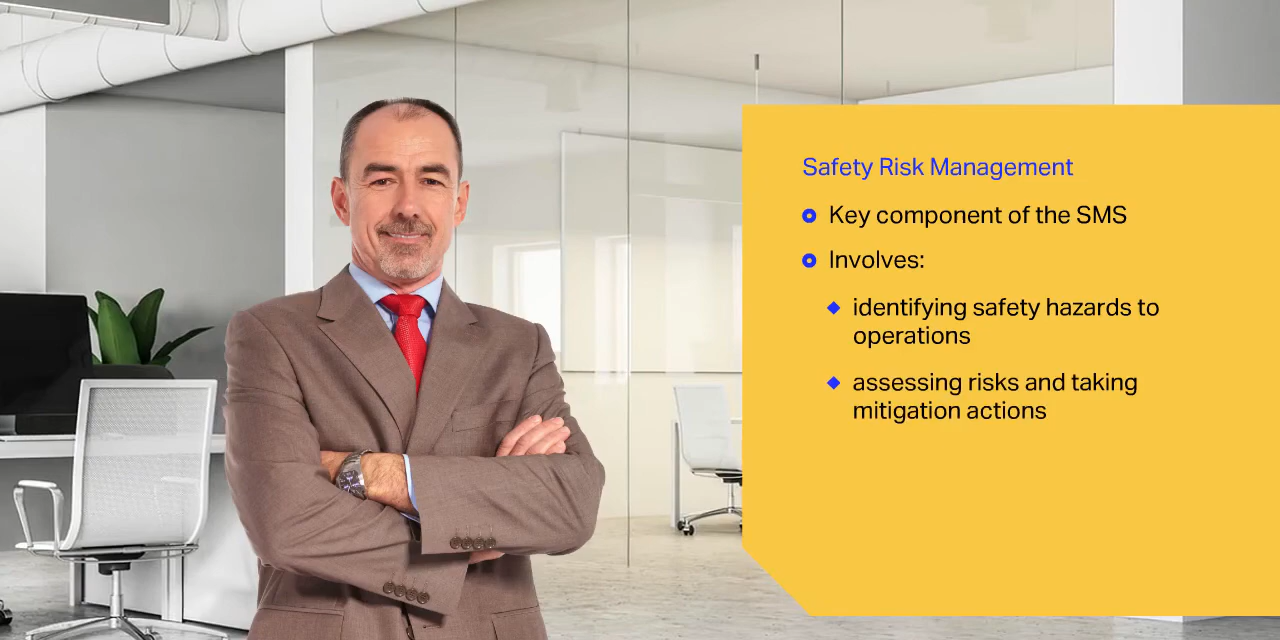 Safety Risk Management
Key component of the SMS
Involves:
identifying safety hazards to
operations
assessing risks and taking
mitigation actions